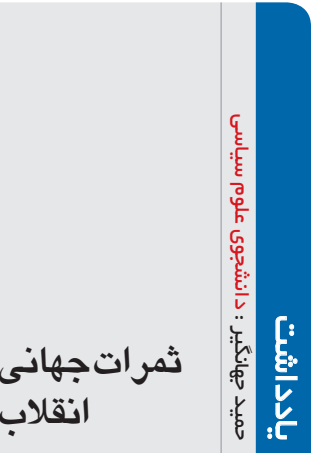 یادداشت
حمید جهانگیر : دانشجوی علوم سیاسی
ثمرات جهانی
انقلاب